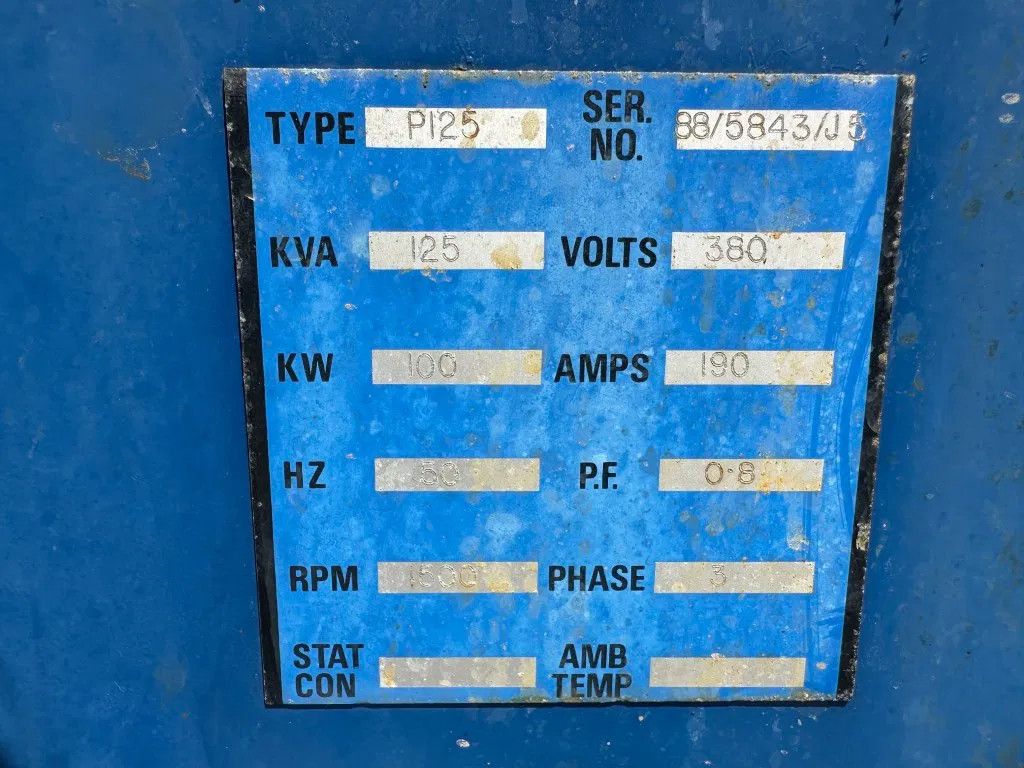 TYPE P125 SER. NO. 88/5843/J5
KVA 125 VOLTS 380
KW 100 AMPS 190
HZ 50 P.F. 0.8
RPM 1500 PHASE 3
STAT CON AMB TEMP